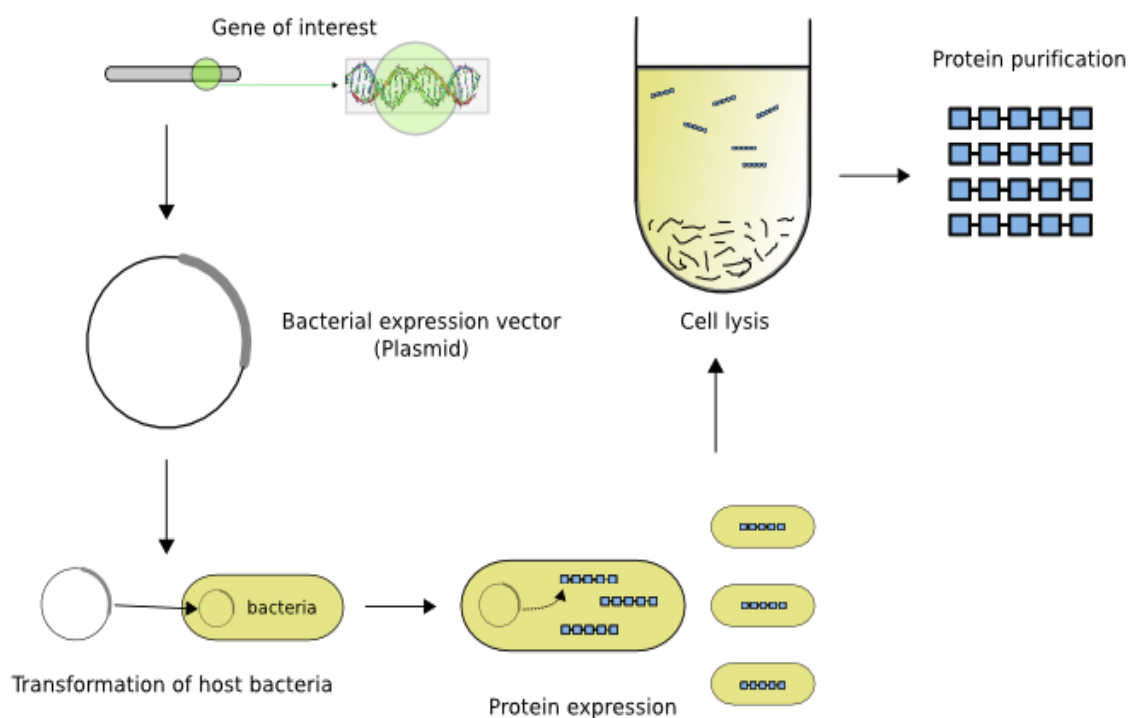 Gene of interest
Bacterial expression vector
(Plasmid)
bacteria
Transformation of host bacteria
Protein expression
Cell lysis
Protein purification